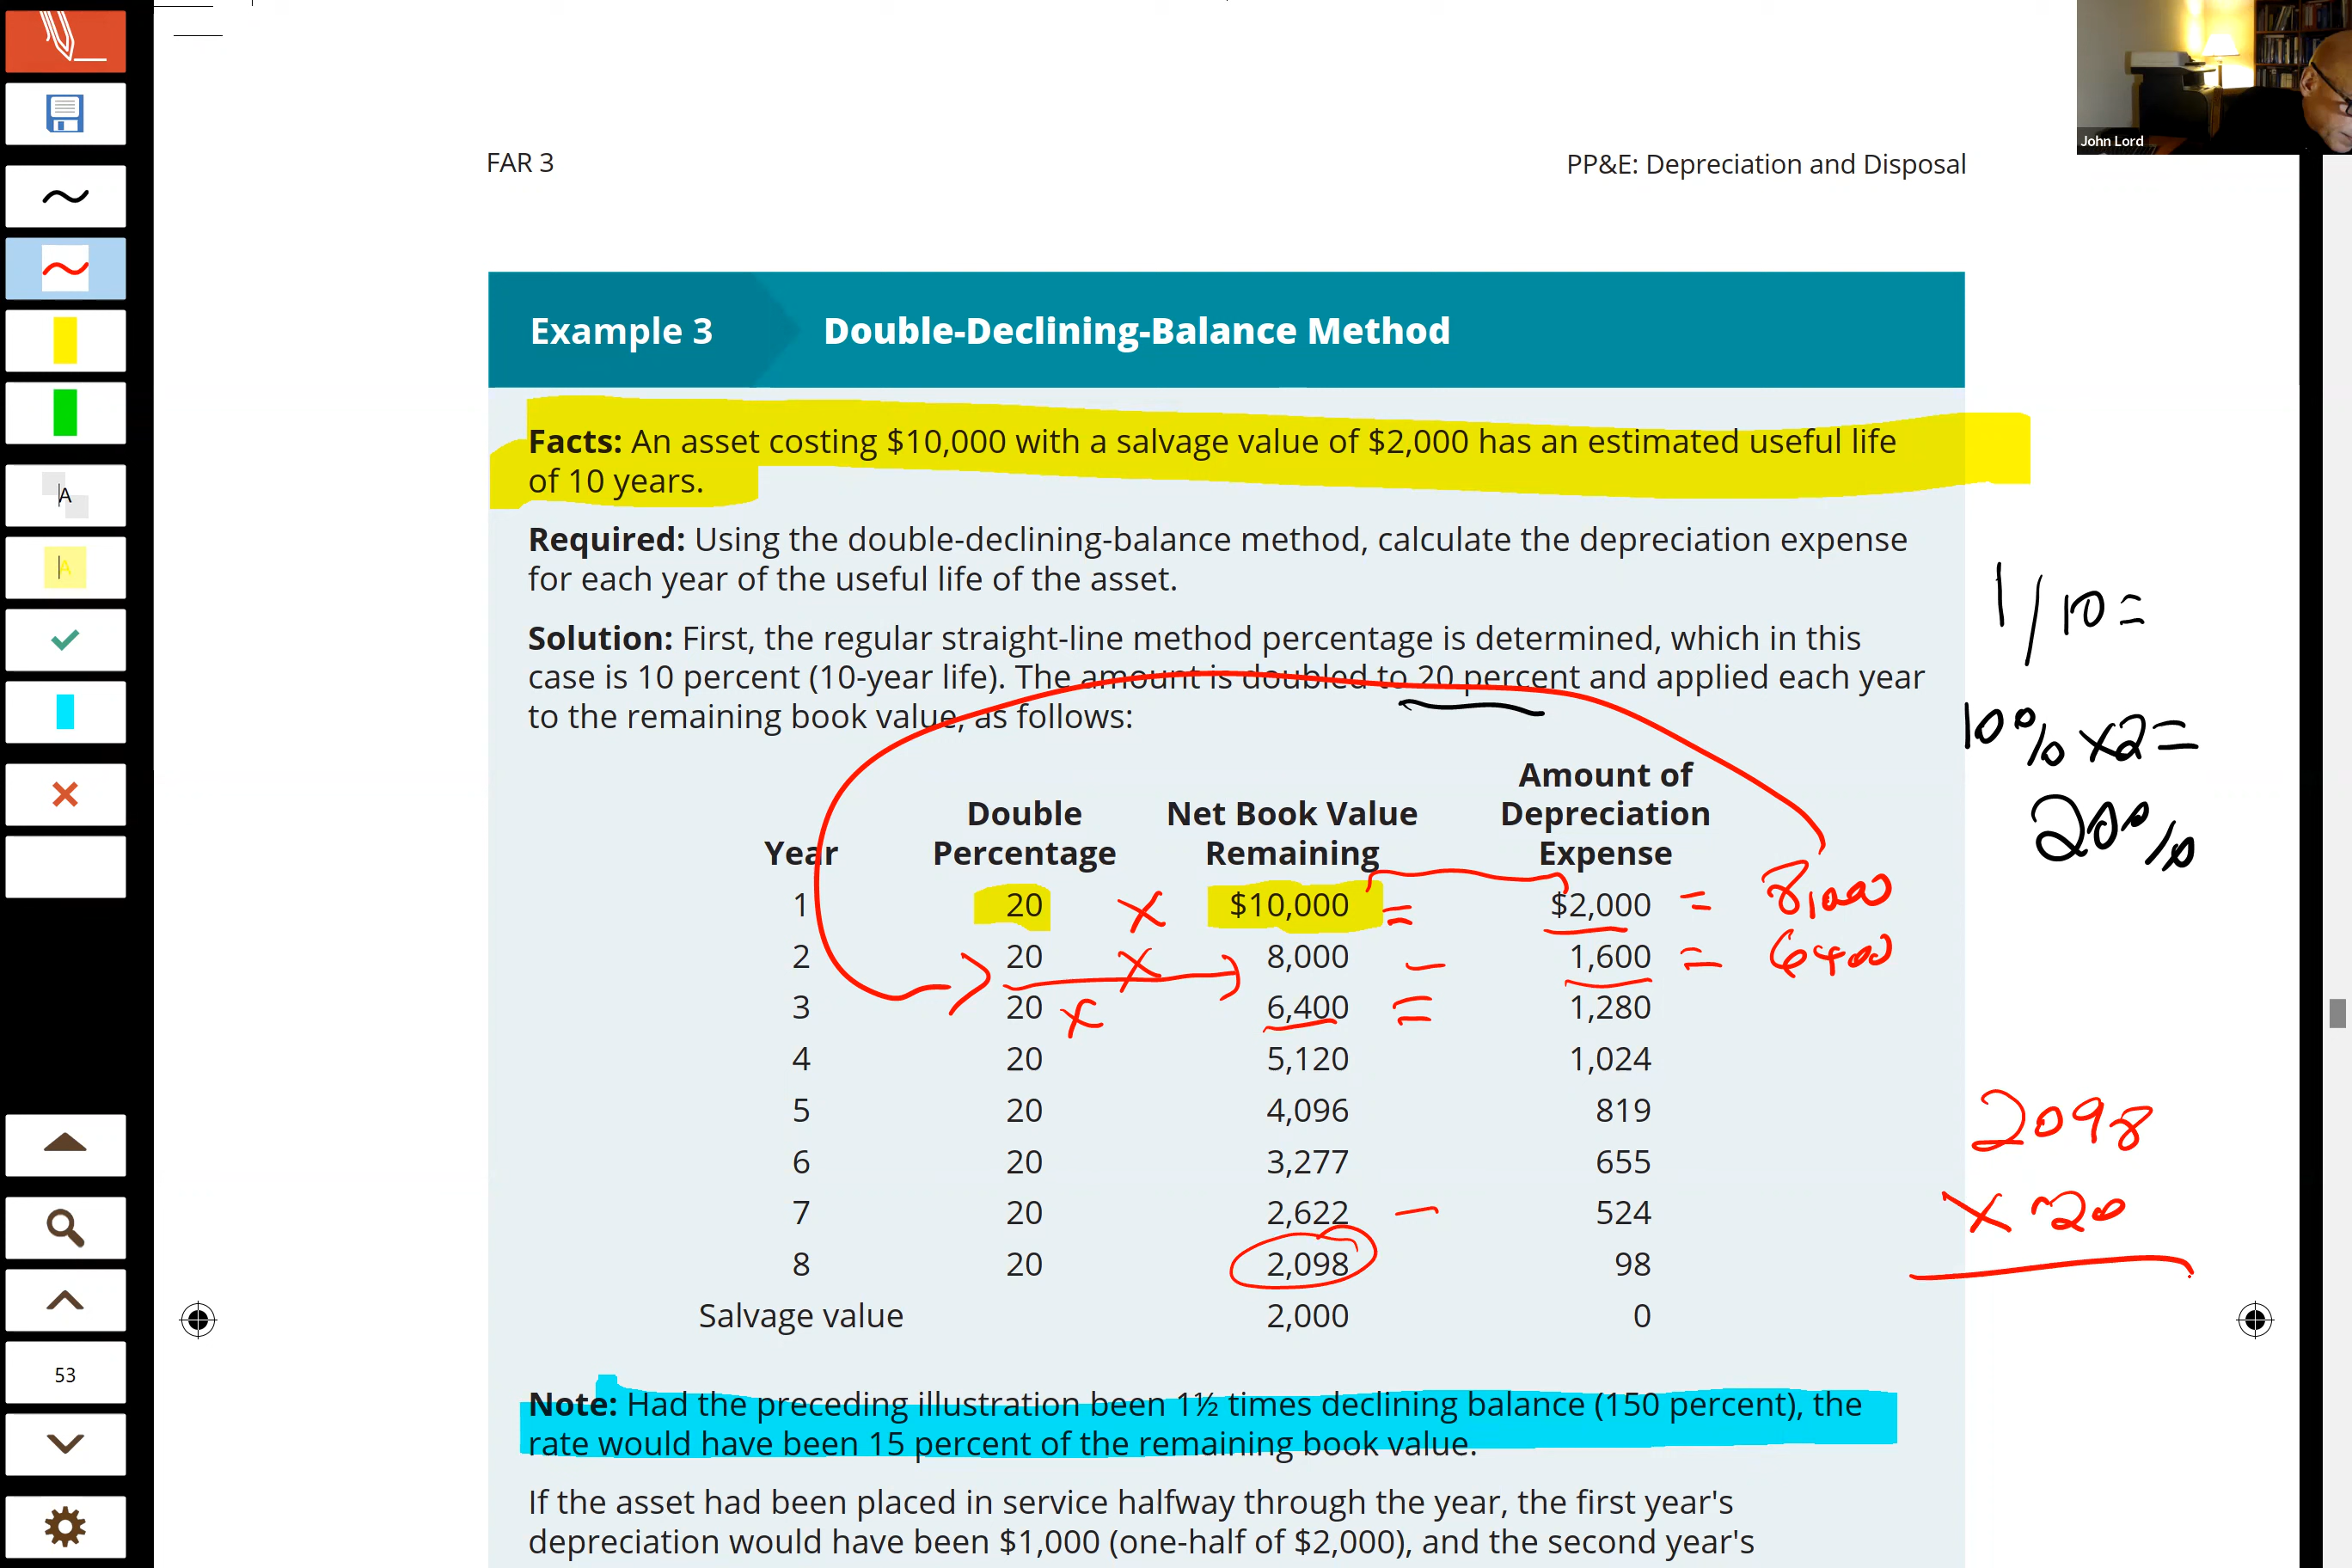 John Lord
FAR 3
PP&E: Depreciation and Disposal
Example 3 Double-Declining-Balance Method
Facts: An asset costing $10,000 with a salvage value of $2,000 has an estimated useful life
of 10 years.
Required: Using the double-declining-balance method, calculate the depreciation expense
for each year of the useful life of the asset.
Solution: First, the regular straight-line method percentage is determined, which in this
case is 10 percent (10-year life). The amount is doubled to 20 percent and applied each year
to the remaining book value, as follows:
1/10=
10% x2=
20%
Amount of
Double Net Book Value Depreciation
Year Percentage Remaining Expense
1 20 x $10,000 = $2,000 = 8,000
2 20 x 8,000 - 1,600 = 6400
3 20 x 6,400 = 1,280
4 20 5,120 1,024
5 20 4,096 819
6 20 3,277 655
7 20 2,622 - 524
8 20 2,098 98
Salvage value 2,000 0
2098
x 20
Note: Had the preceding illustration been 1½ times declining balance (150 percent), the
rate would have been 15 percent of the remaining book value.
If the asset had been placed in service halfway through the year, the first year's
depreciation would have been $1,000 (one-half of $2,000), and the second year's
A
A
53